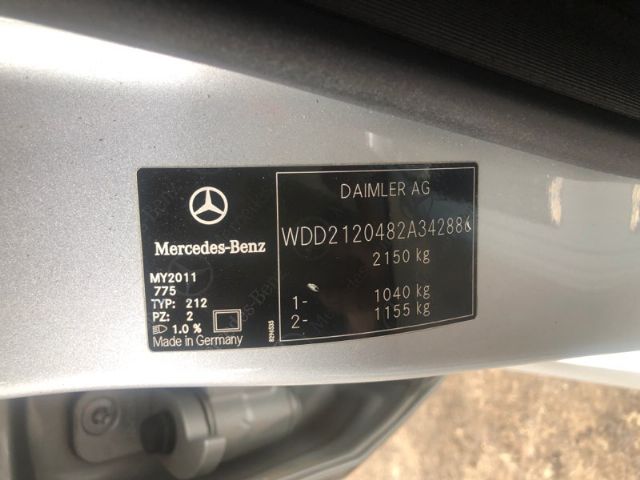 Mercedes-Benz
MY2011
775
TYP: 212
PZ: 2
1.0 %
Made in Germany
DAIMLER AG
WDD2120482A342886
2150 kg
1- 1040 kg
2- 1155 kg